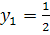 y₁ = 1/2